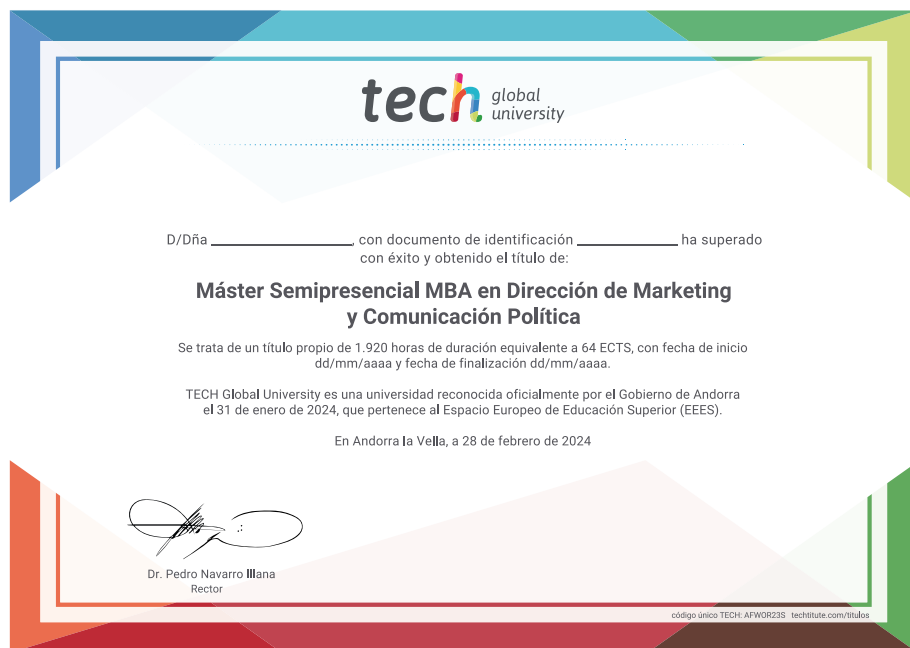 tech global university
D/Dña ______________, con documento de identificación __________ ha superado
con éxito y obtenido el título de:
Máster Semipresencial MBA en Dirección de Marketing
y Comunicación Política
Se trata de un título propio de 1.920 horas de duración equivalente a 64 ECTS, con fecha de inicio
dd/mm/aaaa y fecha de finalización dd/mm/aaaa.
TECH Global University es una universidad reconocida oficialmente por el Gobierno de Andorra
el 31 de enero de 2024, que pertenece al Espacio Europeo de Educación Superior (EEES).
En Andorra la Vella, a 28 de febrero de 2024
Dr. Pedro Navarro Illana
Rector
código único TECH: AFWOR23S techtitute.com/titulos